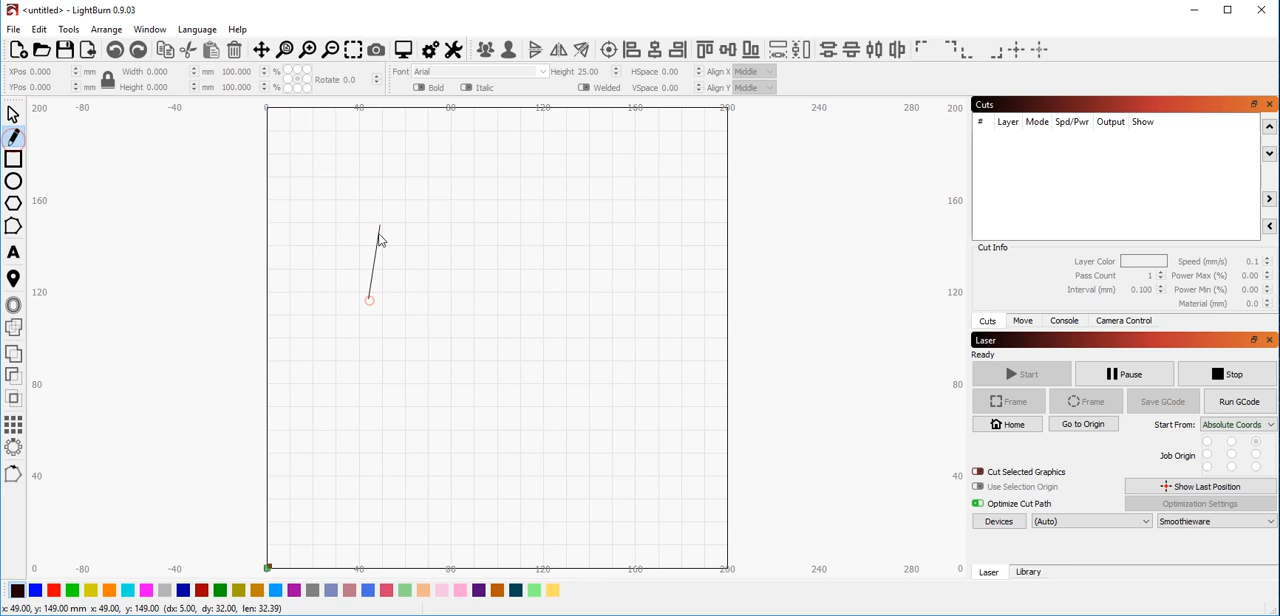 <untitled> - LightBurn 0.9.03
File Edit Tools Arrange Window Language Help
XPos 0.000 mm Width 0.000 mm 100.000 % Rotate 0.0 Font Arial Height 25.00 HSpace 0.00 Align X Middle
YPos 0.000 mm Height 0.000 mm 100.000 % Bold Italic Welded VSpace 0.00 Align Y Middle
200 -80 -40 0 40 80 120 160 200 240 280 200
160 160
120 120
80 80
40 40
0 -80 -40 0 40 80 120 160 200 240 280 0
Cuts
# Layer Mode Spd/Pwr Output Show
Cut Info
Layer Color Speed (mm/s) 0.1
Pass Count 1 Power Max (%) 0.00
Interval (mm) 0.100 Power Min (%) 0.00
Material (mm) 0.0
Cuts Move Console Camera Control
Laser
Ready
Start Pause Stop
Frame Frame Save GCode Run GCode
Home Go to Origin Start From: Absolute Coords
Job Origin
Cut Selected Graphics
Use Selection Origin Show Last Position
Optimize Cut Path Optimization Settings
Devices (Auto) Smoothieware
Laser Library
x: 49.00, y: 149.00 mm x: 49.00, y: 149.00 (dx: 5.00, dy: 32.00, len: 32.39)